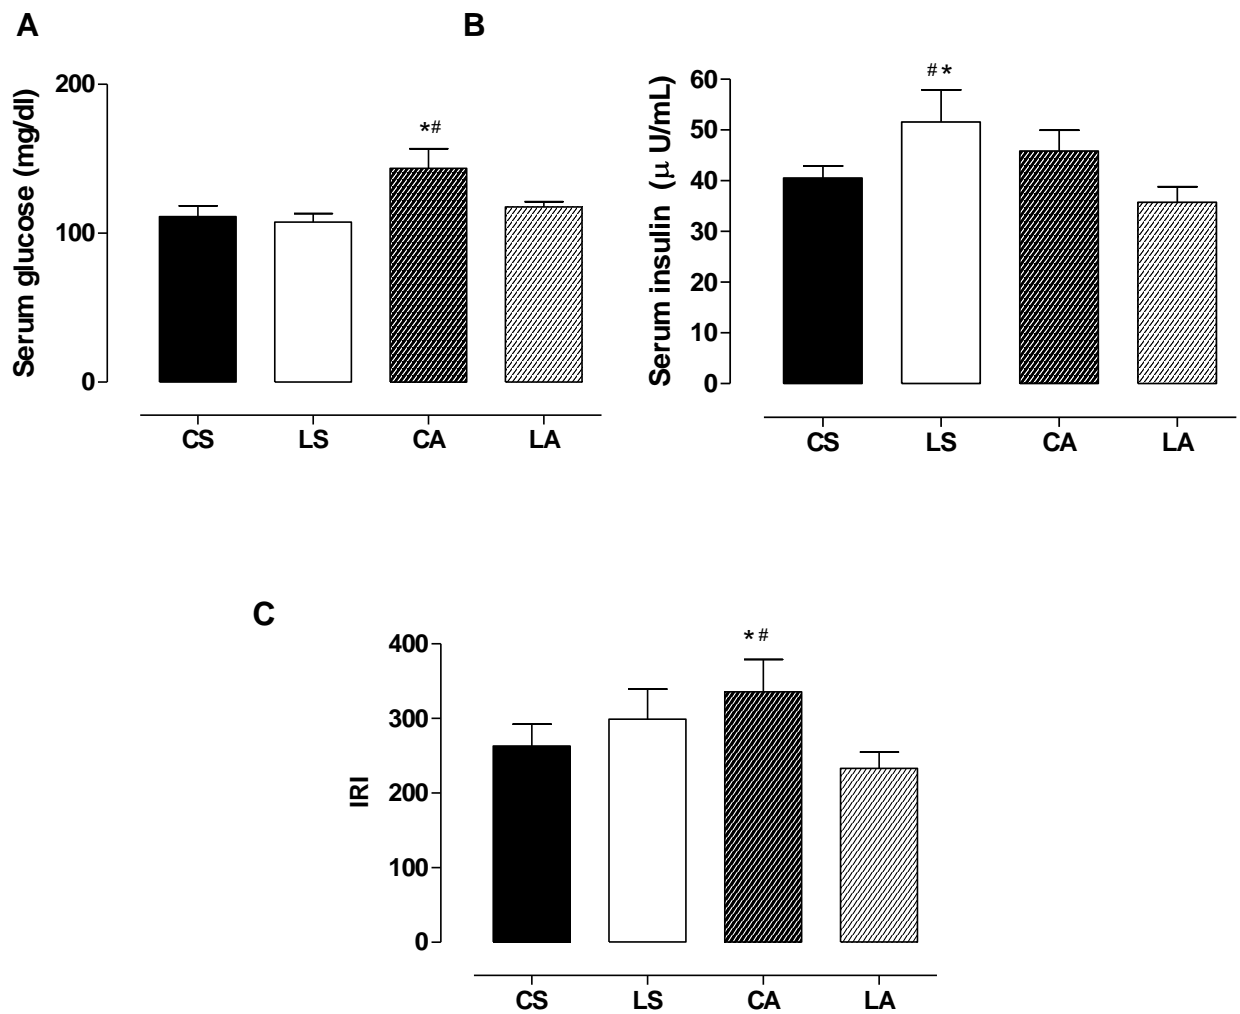 A
Serum glucose (mg/dl)
200
100
0
*#
CS LS CA LA
B
Serum insulin (μ U/mL)
60
50
40
30
20
10
0
# *
CS LS CA LA
C
IRI
400
300
200
100
0
* #
CS LS CA LA